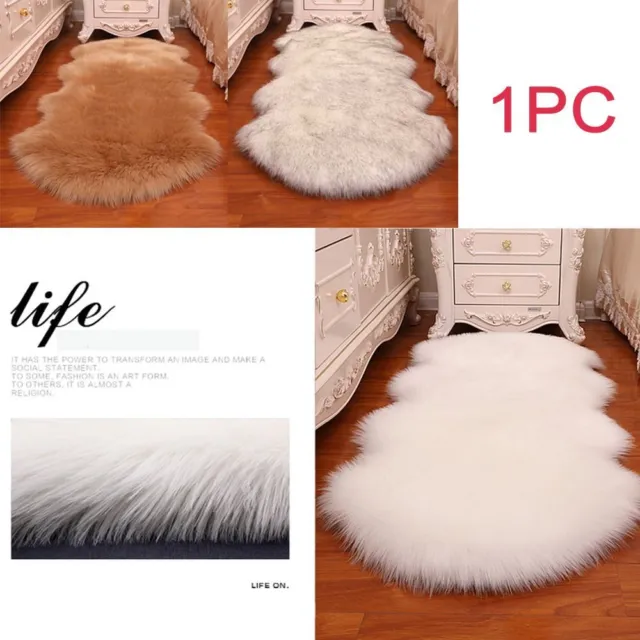 1PC
life
IT HAS THE POWER TO TRANSFORM AN IMAGE AND MAKE A
SOCIAL STATEMENT.
TO SOME, FASHION IS AN ART FORM.
TO OTHERS, IT IS ALMOST A
RELIGION.
LIFE ON.